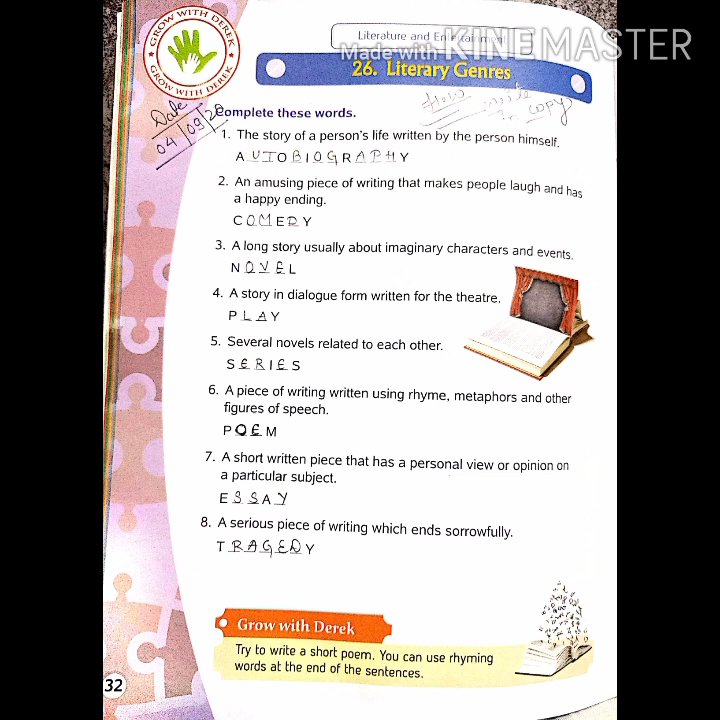 GROW WITH DEREK
GROW WITH DEREK
Literature and Entertainment
Made with KINEMASTER
26. Literary Genres
Date
04/09/20
copy
Complete these words.
1. The story of a person's life written by the person himself.
AUTOBIOGRAPHY
2. An amusing piece of writing that makes people laugh and has
a happy ending.
COMEDY
3. A long story usually about imaginary characters and events.
NOVEL
4. A story in dialogue form written for the theatre.
PLAY
5. Several novels related to each other.
SERIES
6. A piece of writing written using rhyme, metaphors and other
figures of speech.
POEM
7. A short written piece that has a personal view or opinion on
a particular subject.
ESSAY
8. A serious piece of writing which ends sorrowfully.
TRAGEDY
Grow with Derek
Try to write a short poem. You can use rhyming
words at the end of the sentences.
32